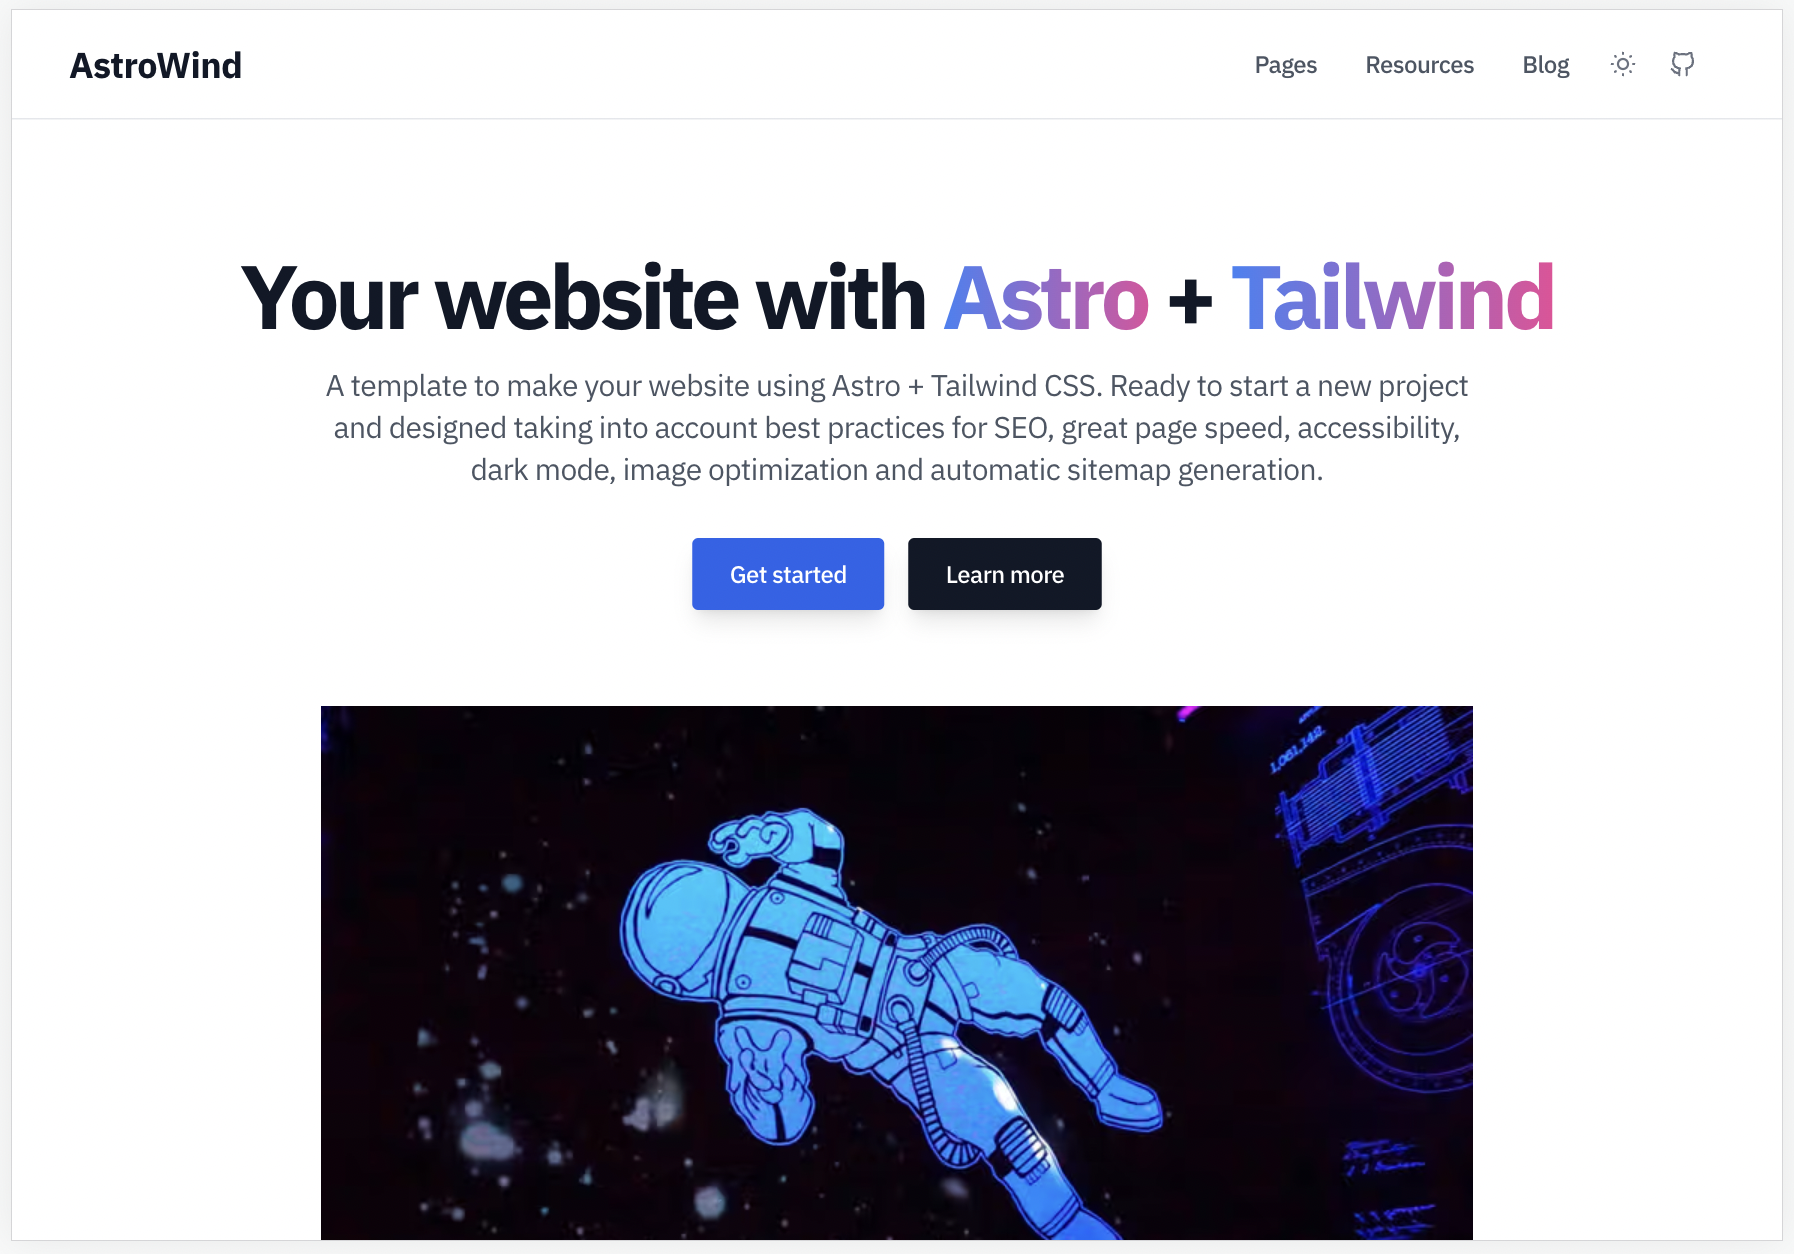 AstroWind
Pages Resources Blog
Your website with Astro + Tailwind
A template to make your website using Astro + Tailwind CSS. Ready to start a new project
and designed taking into account best practices for SEO, great page speed, accessibility,
dark mode, image optimization and automatic sitemap generation.
Get started Learn more
1,061,142.